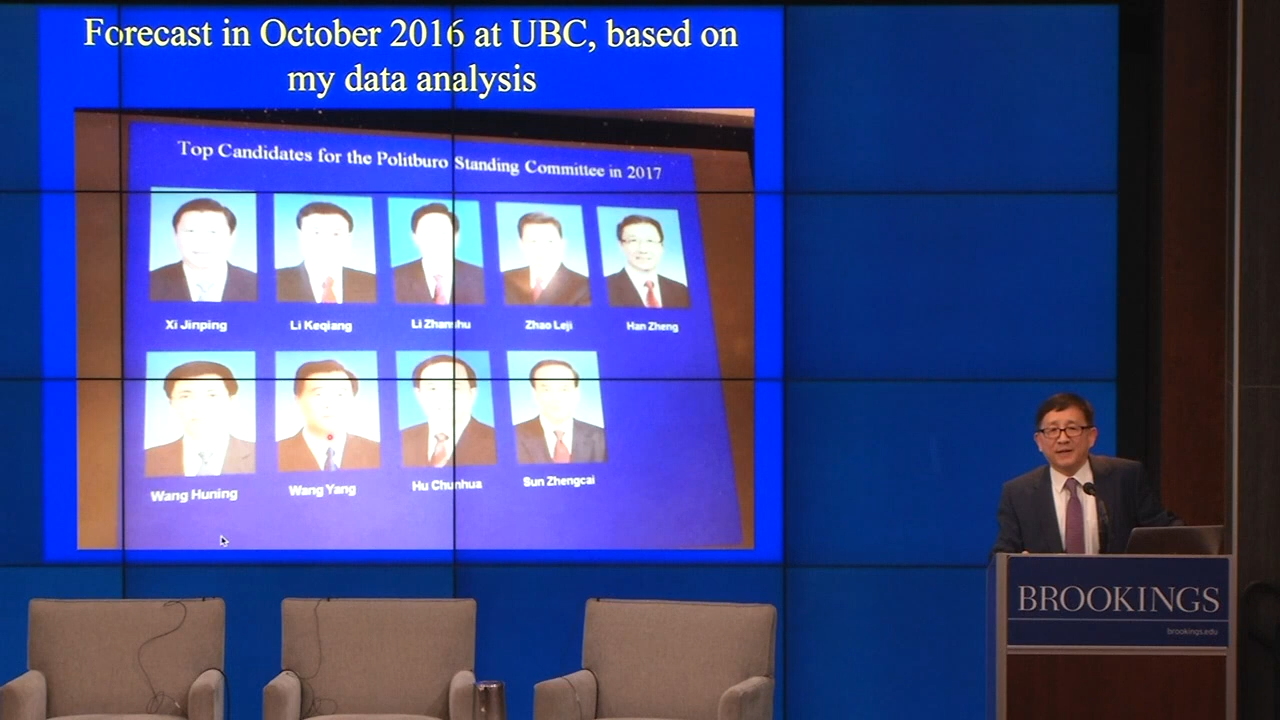 Forecast in October 2016 at UBC, based on
my data analysis
Top Candidates for the Politburo Standing Committee in 2017
Xi Jinping
Li Keqiang
Li Zhanshu
Zhao Leji
Han Zheng
Wang Huning
Wang Yang
Hu Chunhua
Sun Zhengcai
BROOKINGS
brookings.edu